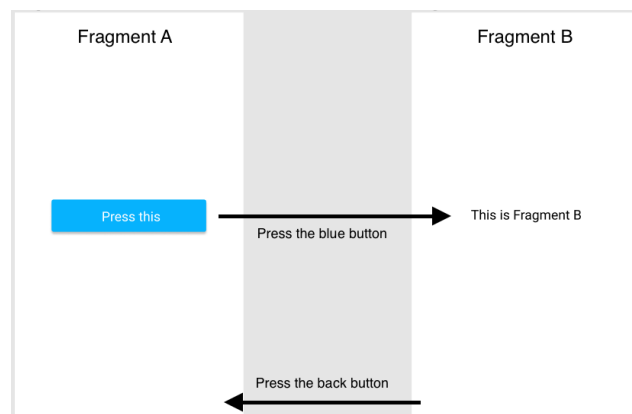 Fragment A
Fragment B
Press this
Press the blue button
This is Fragment B
Press the back button